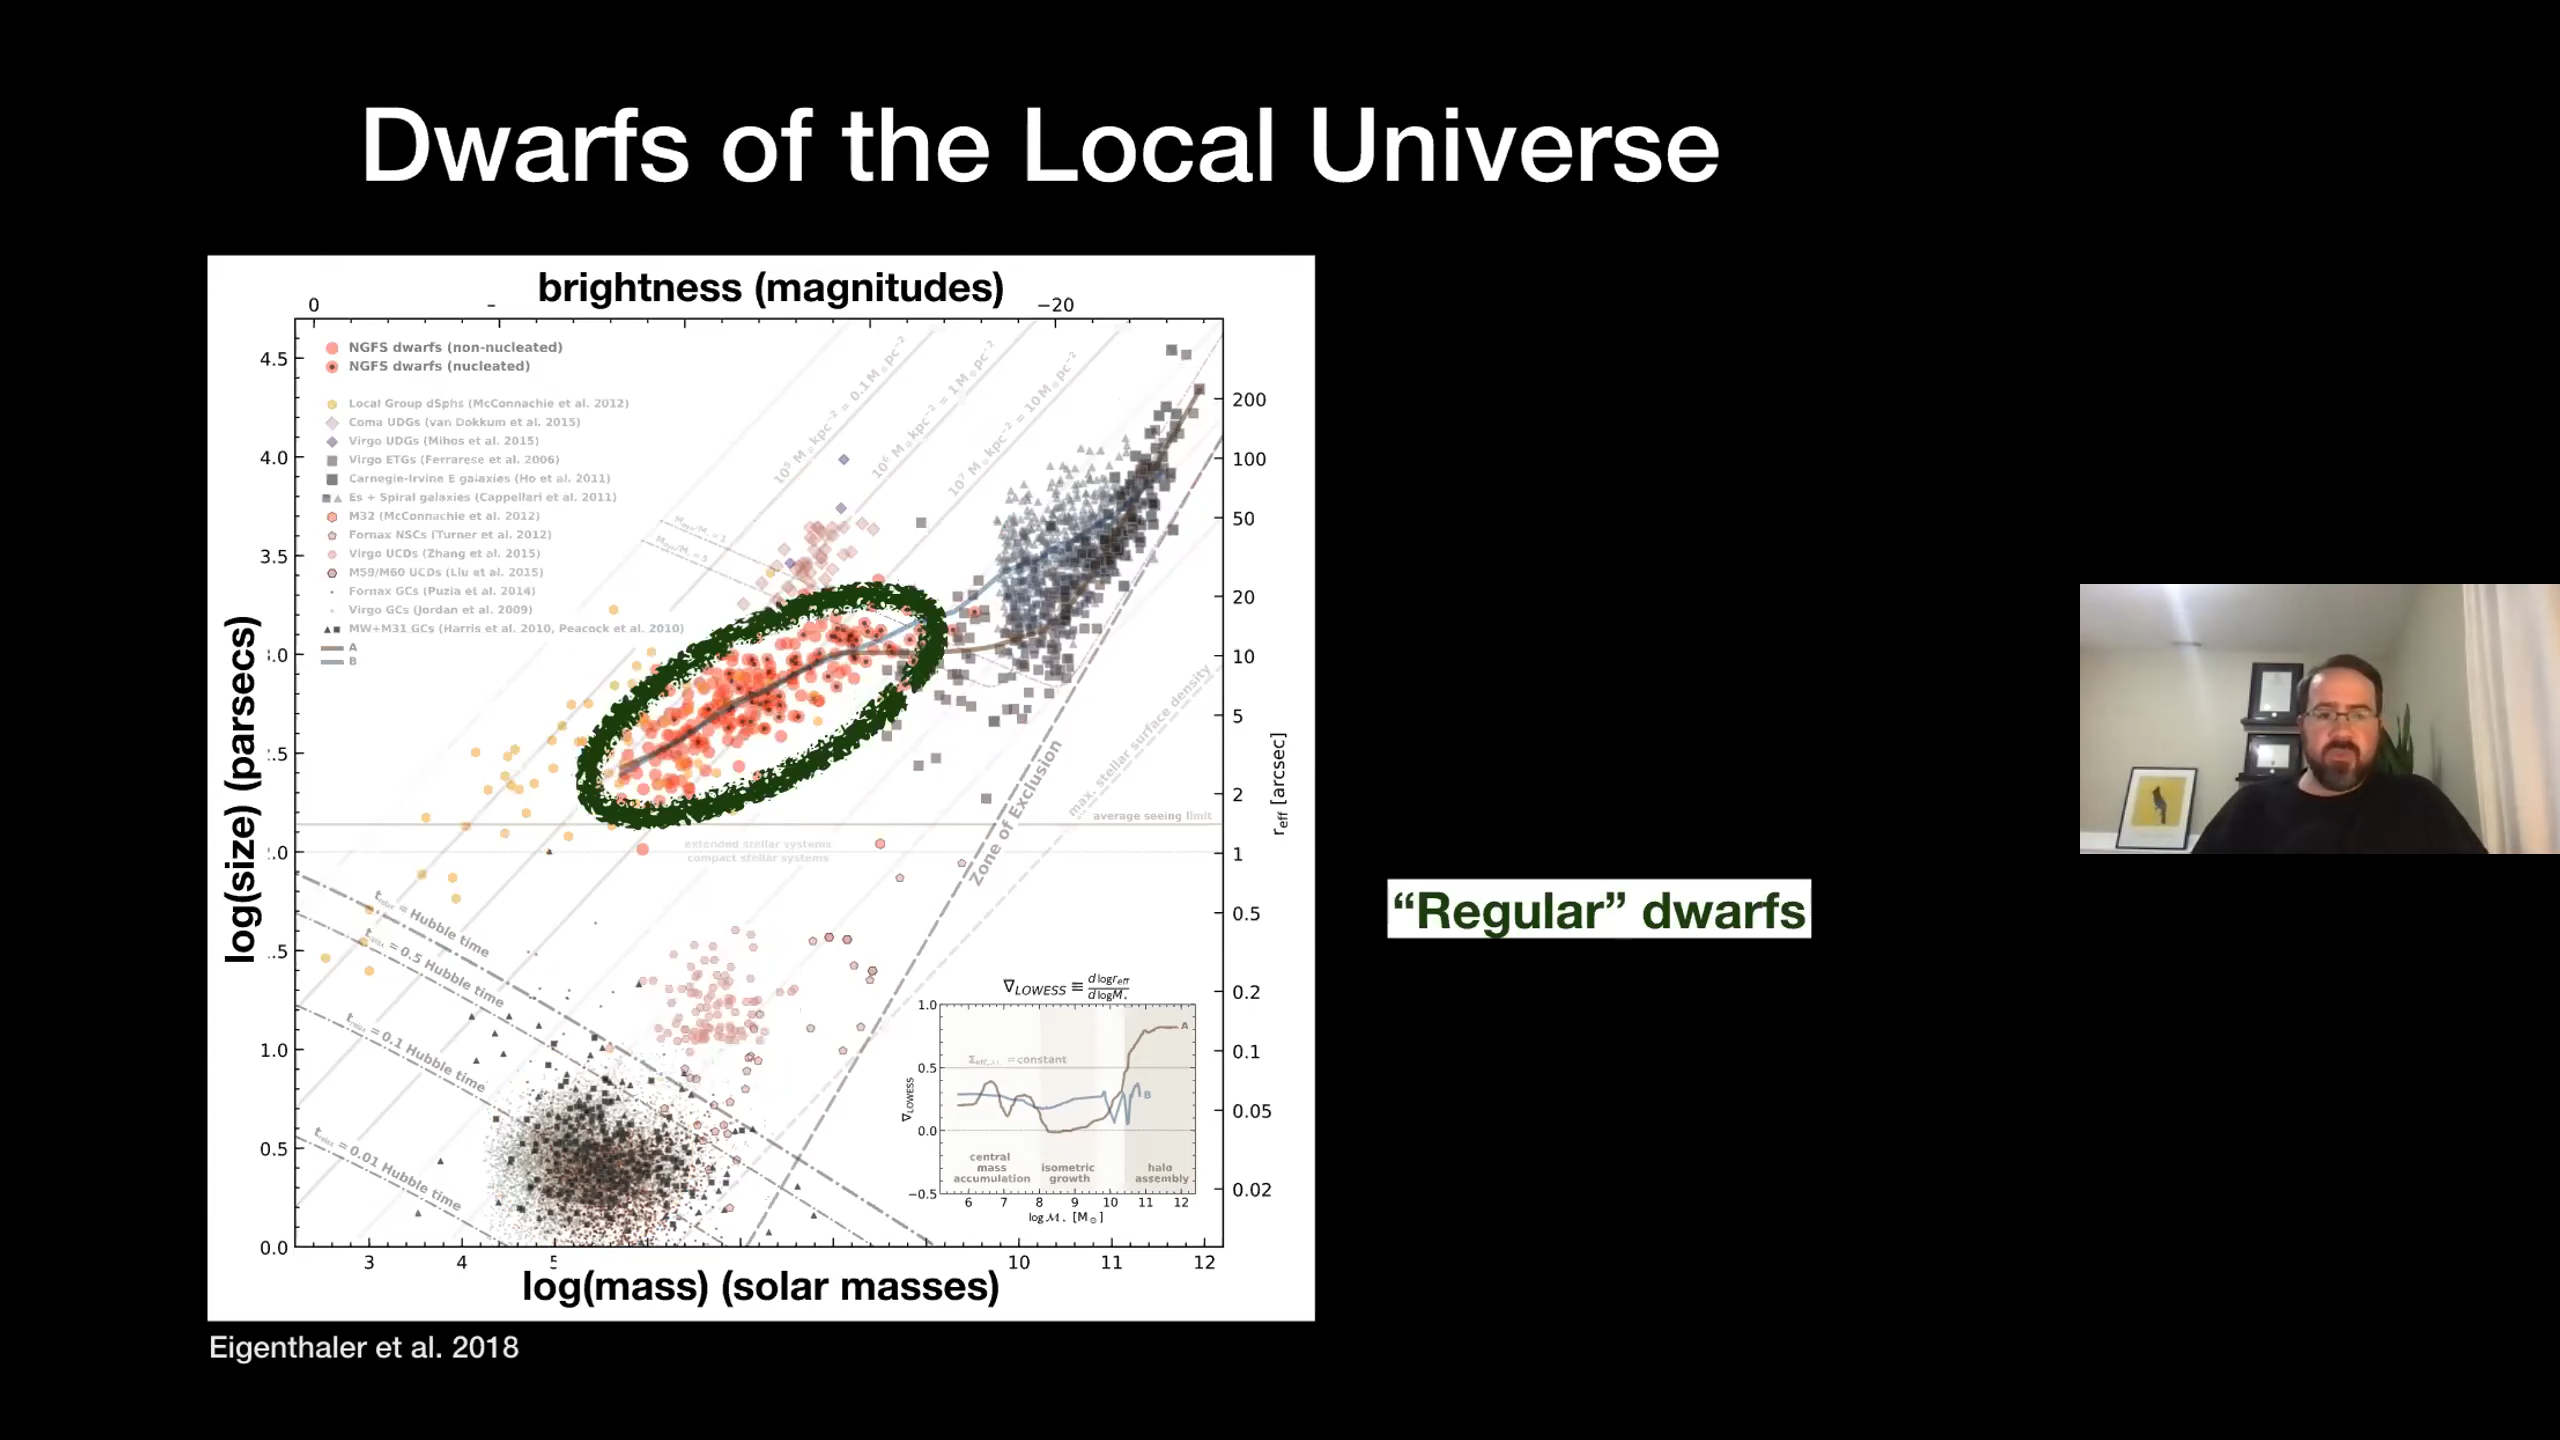 Dwarfs of the Local Universe
brightness (magnitudes)
0 – −20
NGFS dwarfs (non-nucleated)
NGFS dwarfs (nucleated)
Local Group dSphs (McConnachie et al. 2012)
Coma UDGs (van Dokkum et al. 2015)
Virgo UDGs (Mihos et al. 2015)
Virgo ETGs (Ferrarese et al. 2006)
Carnegie-Irvine E galaxies (Ho et al. 2011)
Es + Spiral galaxies (Cappellari et al. 2011)
M32 (McConnachie et al. 2012)
Fornax NSCs (Turner et al. 2012)
Virgo UCDs (Zhang et al. 2015)
M59/M60 UCDs (Liu et al. 2015)
Fornax GCs (Puzia et al. 2014)
Virgo GCs (Jordan et al. 2009)
MW+M31 GCs (Harris et al. 2010, Peacock et al. 2010)
A
B
10⁵ M⊙kpc⁻² = 0.1 M⊙pc⁻²
10⁶ M⊙kpc⁻² = 1 M⊙pc⁻²
10⁷ M⊙kpc⁻² = 10 M⊙pc⁻²
4.5
4.0
3.5
.0
.5
.0
.5
1.0
0.5
0.0
log(size) (parsecs)
200
100
50
20
10
5
2
1
0.5
0.2
0.1
0.05
0.02
r_eff [arcsec]
Zone of Exclusion
max. stellar surface density
average seeing limit
extended stellar systems
compact stellar systems
t_relax = Hubble time
t_relax = 0.5 Hubble time
t_relax = 0.1 Hubble time
t_relax = 0.01 Hubble time
∇LOWESS ≡ d log r_eff / d log M⋆
1.0
0.5
0.0
−0.5
∇LOWESS
= constant
A
B
central mass accumulation
isometric growth
halo assembly
6 7 8 9 10 11 12
log M⋆ [M⊙]
3 4 5 10 11 12
log(mass) (solar masses)
Eigenthaler et al. 2018
“Regular” dwarfs